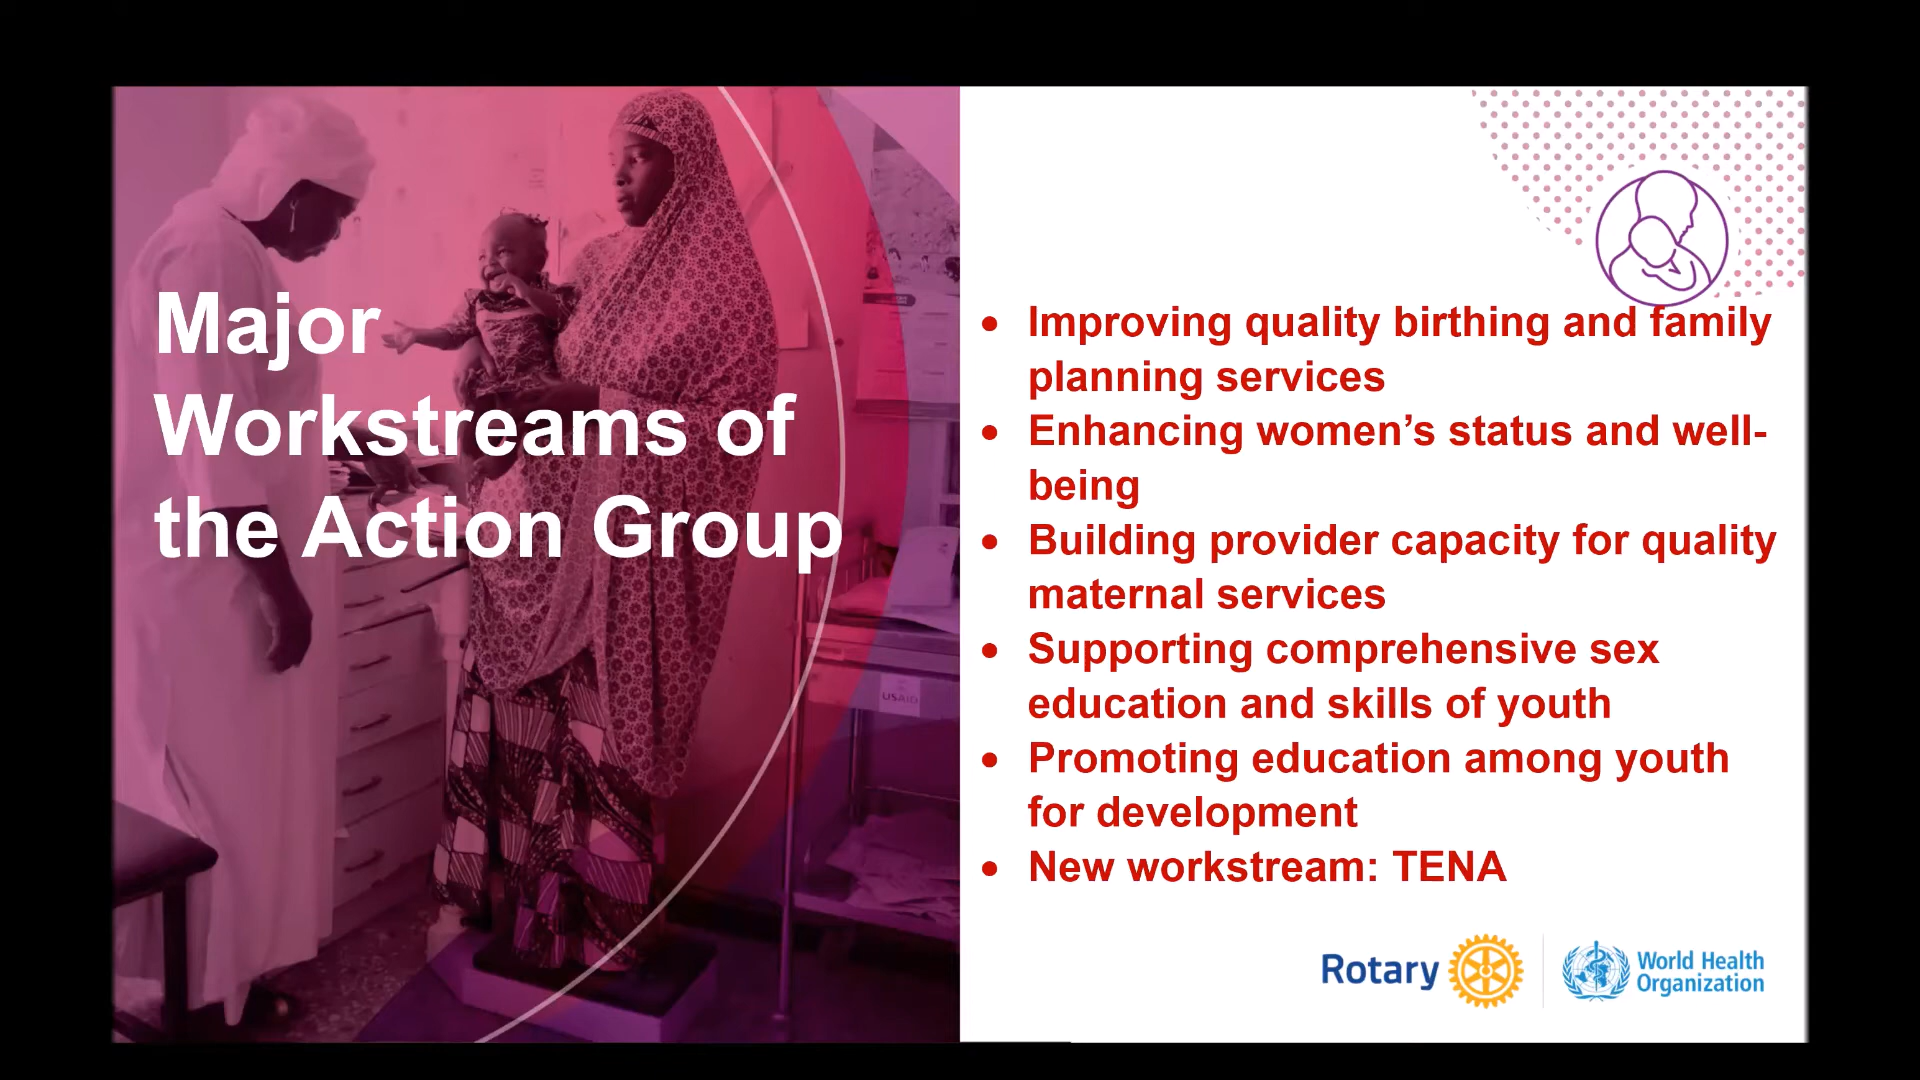 Major
Workstreams of
the Action Group
• Improving quality birthing and family
planning services
• Enhancing women’s status and well-
being
• Building provider capacity for quality
maternal services
• Supporting comprehensive sex
education and skills of youth
• Promoting education among youth
for development
• New workstream: TENA
USAID
Rotary
World Health
Organization